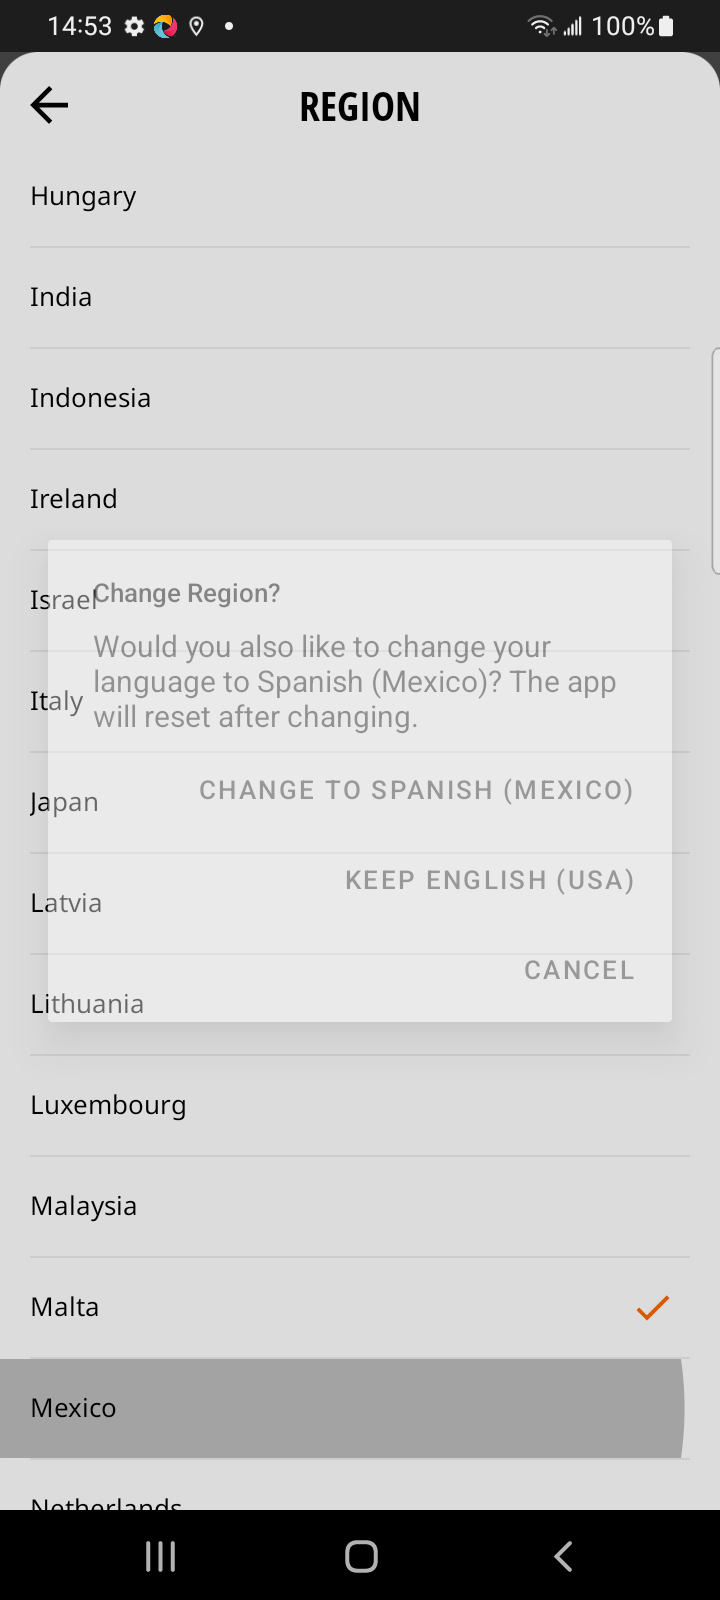 14:53
100%
REGION
Hungary
India
Indonesia
Ireland
Israel
Change Region?
Would you also like to change your
language to Spanish (Mexico)? The app
will reset after changing.
Italy
Japan
CHANGE TO SPANISH (MEXICO)
KEEP ENGLISH (USA)
Latvia
CANCEL
Lithuania
Luxembourg
Malaysia
Malta
Mexico
Netherlands